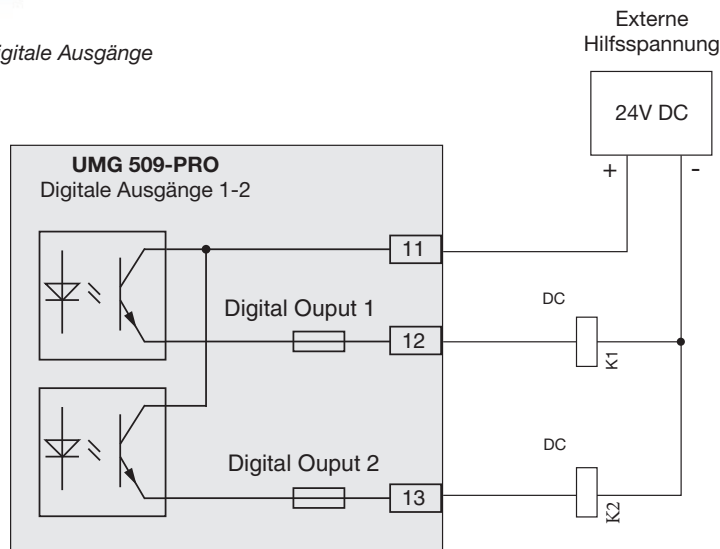 Externe
Hilfsspannung
gitale Ausgänge
24V DC
+ -
UMG 509-PRO
Digitale Ausgänge 1-2
11
Digital Ouput 1
12
DC
K1
Digital Ouput 2
13
DC
K2